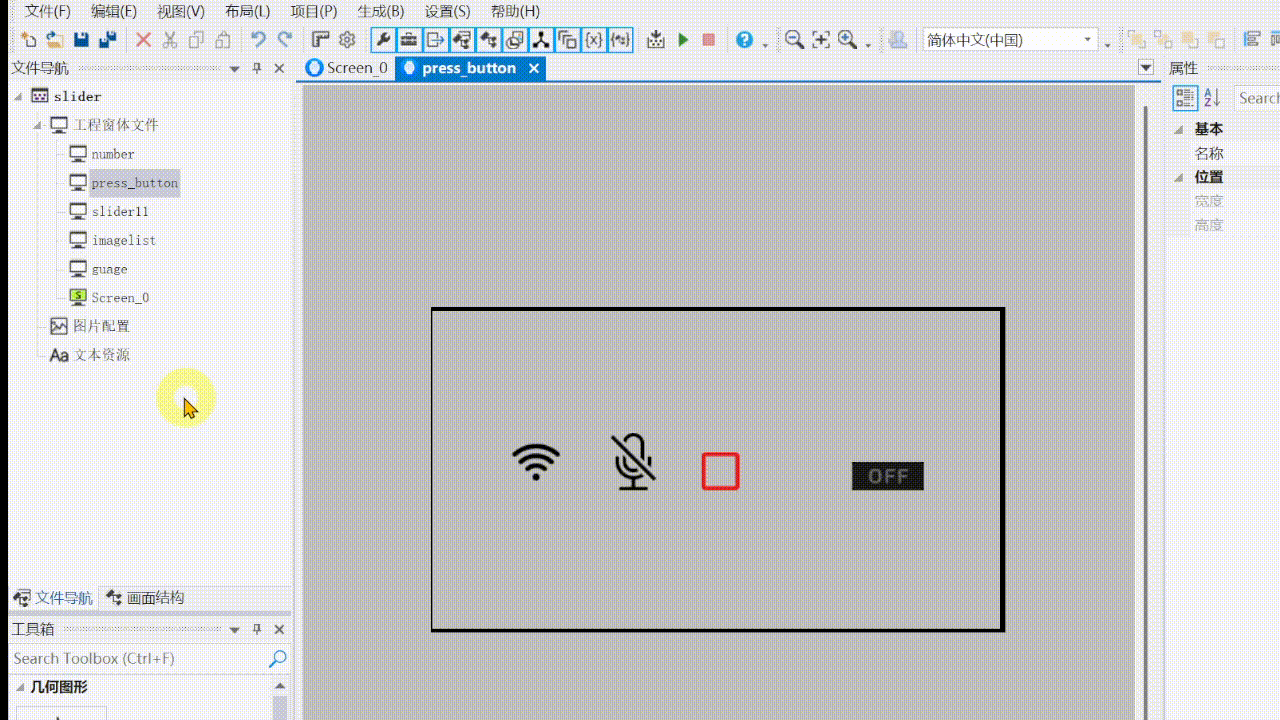 文件(F) 编辑(E) 视图(V) 布局(L) 项目(P) 生成(B) 设置(S) 帮助(H)
{x} 简体中文(中国)
文件导航
Screen_0 press_button
属性
slider
工程窗体文件
number
press_button
slider11
imagelist
guage
S Screen_0
图片配置
Aa 文本资源
文件导航 画面结构
工具箱
Search Toolbox (Ctrl+F)
几何图形
OFF
A Z Search
基本
名称
位置
宽度
高度